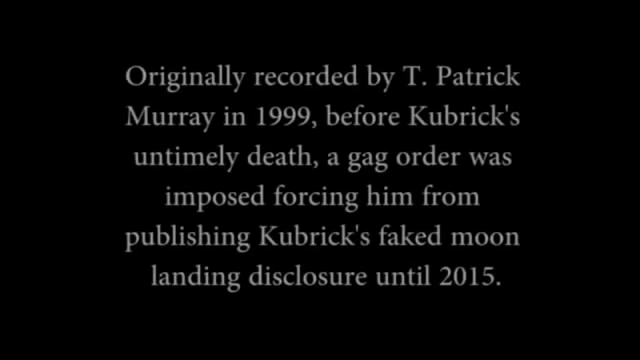 Originally recorded by T. Patrick
Murray in 1999, before Kubrick's
untimely death, a gag order was
imposed forcing him from
publishing Kubrick's faked moon
landing disclosure until 2015.